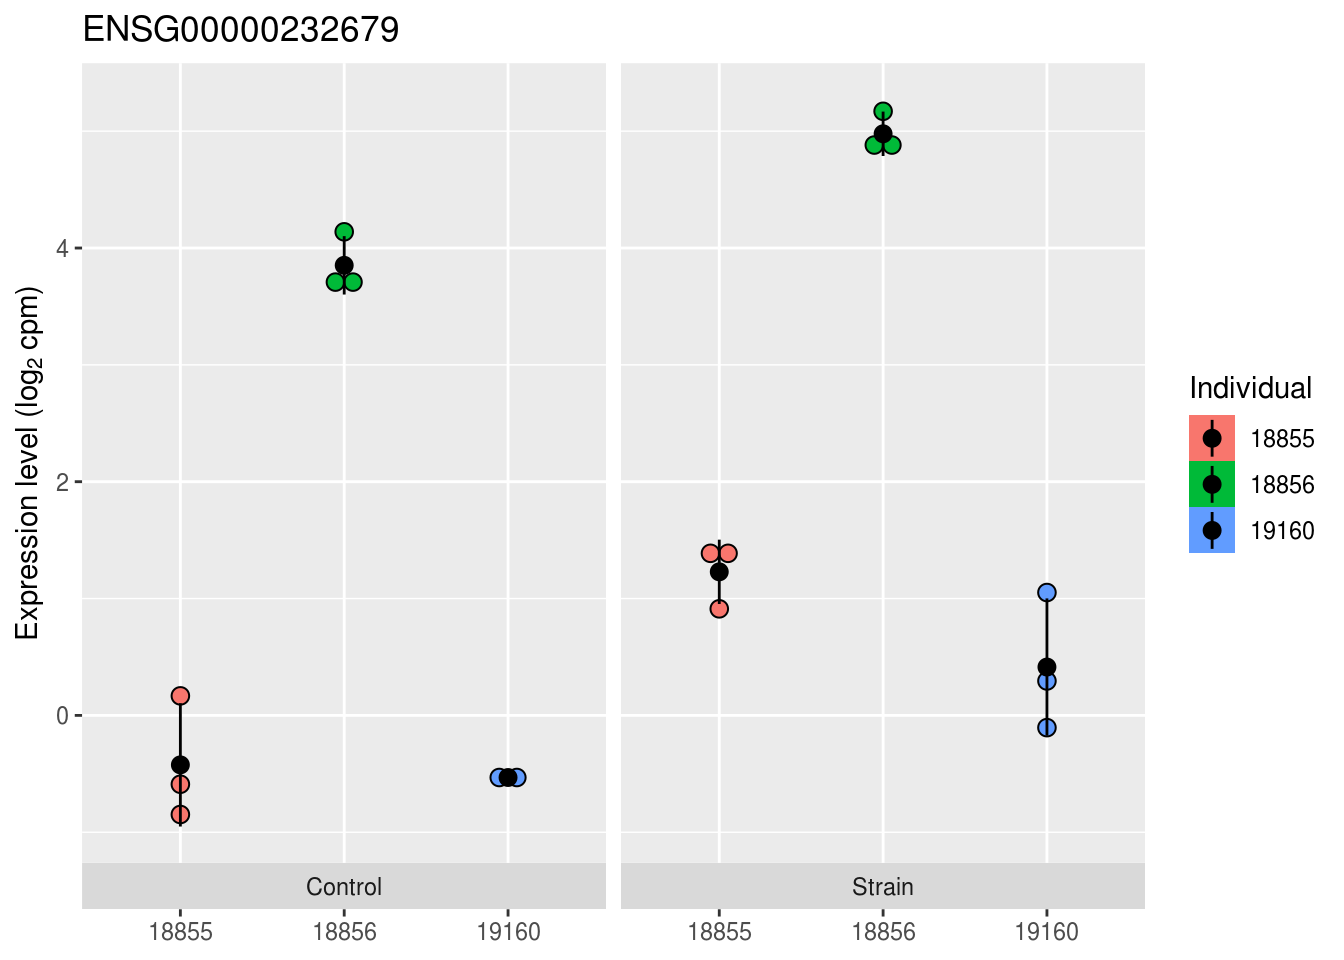 ENSG00000232679
Expression level (log₂ cpm)
4
2
0
Control
Strain
18855
18856
19160
18855
18856
19160
Individual
18855
18856
19160